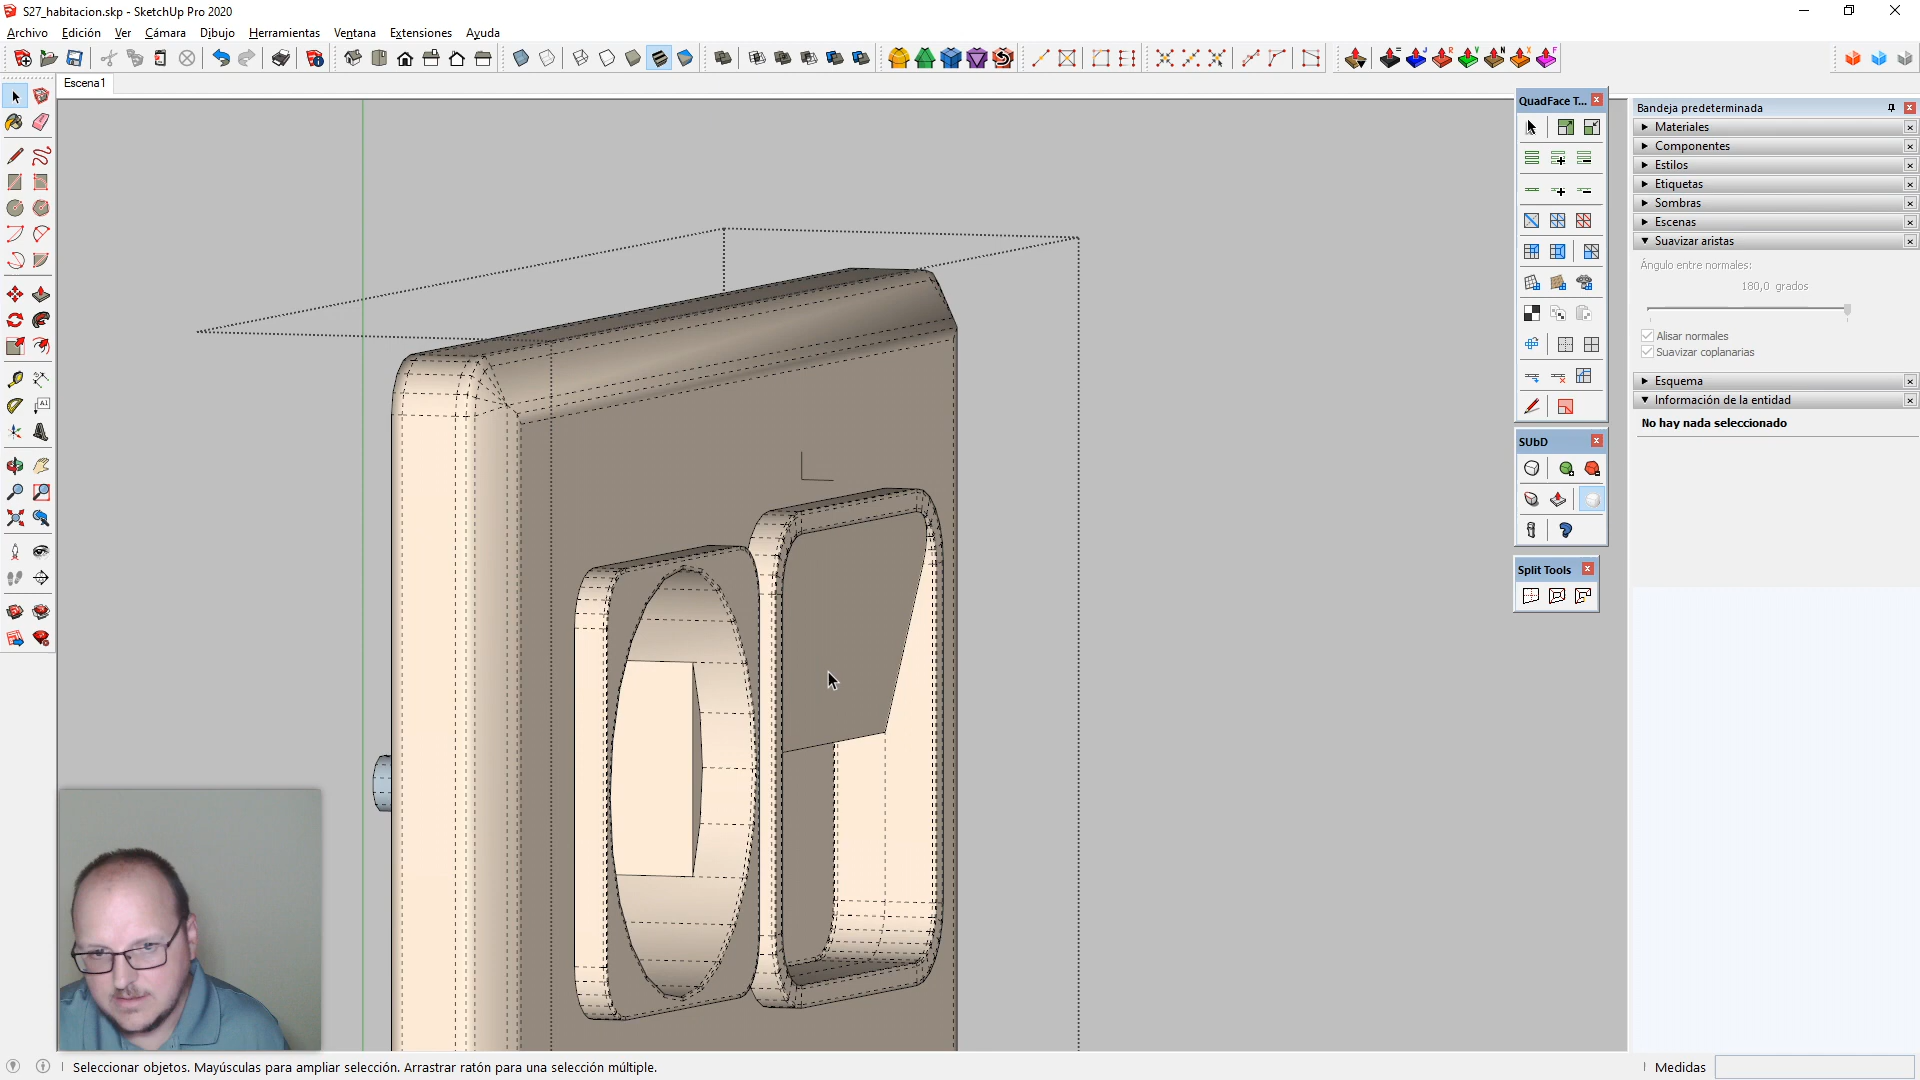 S27_habitacion.skp - SketchUp Pro 2020
Archivo Edición Ver Cámara Dibujo Herramientas Ventana Extensiones Ayuda
Escena1
QuadFace T...
Bandeja predeterminada
Materiales
Componentes
Estilos
Etiquetas
Sombras
Escenas
Suavizar aristas
Ángulo entre normales:
180,0 grados
Alisar normales
Suavizar coplanarias
Esquema
Información de la entidad
No hay nada seleccionado
SUbD
Split Tools
Seleccionar objetos. Mayúsculas para ampliar selección. Arrastrar ratón para una selección múltiple.
Medidas